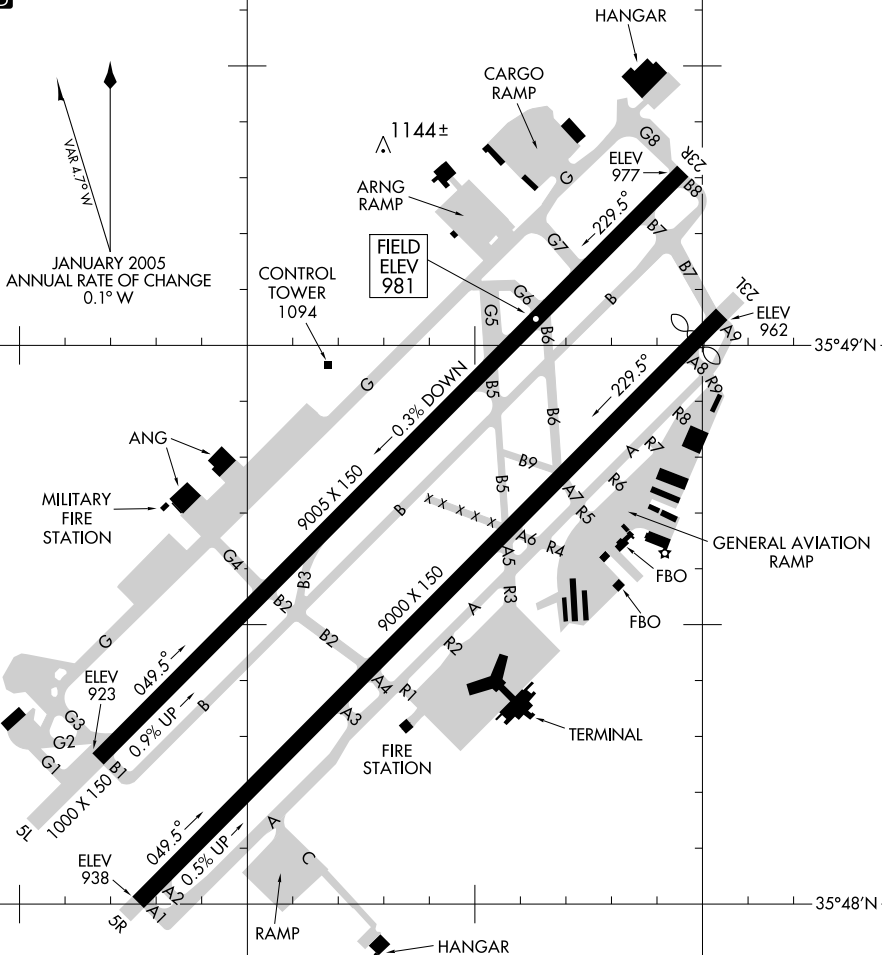 HANGAR
CARGO
RAMP
1144±
G8
23R
ELEV
977
B8
VAR 4.7° W
ARNG
RAMP
G
229.5°
B7
G7
FIELD
ELEV
981
JANUARY 2005
ANNUAL RATE OF CHANGE
0.1° W
CONTROL
TOWER
1094
B7
23L
G6
B
G5
B6
ELEV
962
A9
35°49'N
A8
R9
G
B5
0.3% DOWN
229.5°
B6
R8
ANG
A
R7
B9
R6
MILITARY
FIRE
STATION
9005 X 150
B
X X X X X
B5
A7
R5
A6
R4
GENERAL AVIATION
RAMP
G4
A5
FBO
B3
R3
9000 X 150
FBO
B2
A
G
B2
R2
049.5°
ELEV
923
A4
R1
B
A3
G3
0.9% UP
TERMINAL
G2
FIRE
STATION
G1
B1
1000 X 150
5L
049.5°
A
0.5% UP
C
ELEV
938
A2
A1
5R
35°48'N
RAMP
HANGAR